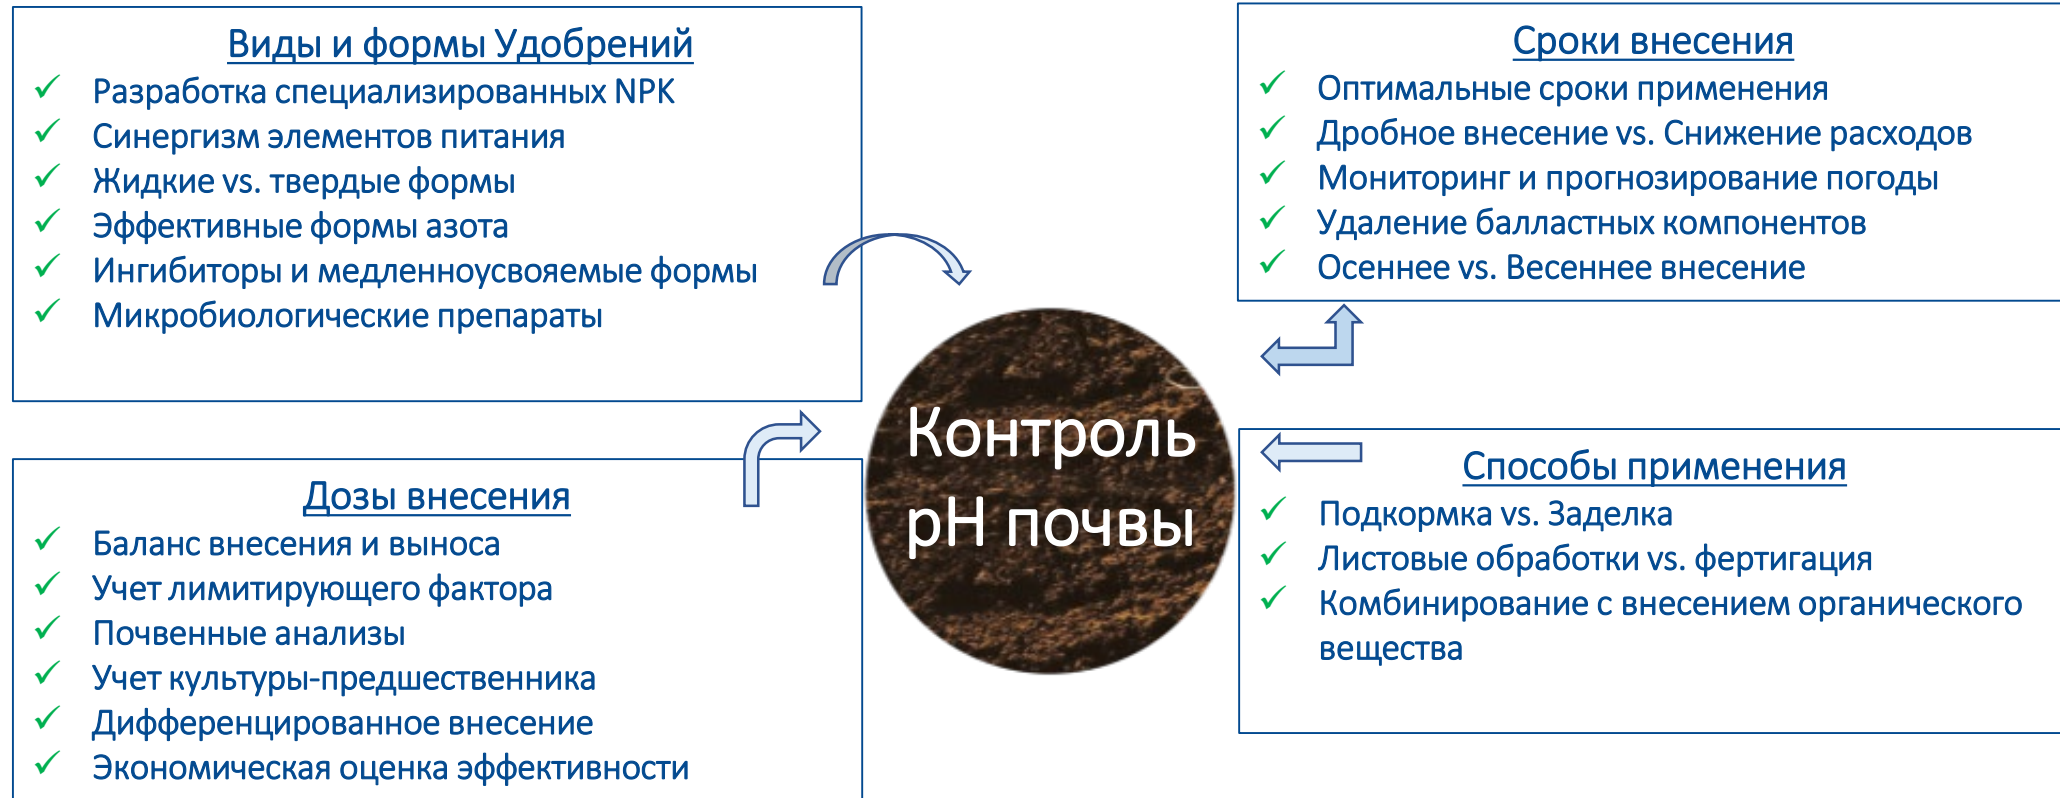 Виды и формы Удобрений
Разработка специализированных NPK
Синергизм элементов питания
Жидкие vs. твердые формы
Эффективные формы азота
Ингибиторы и медленноусвояемые формы
Микробиологические препараты
Дозы внесения
Баланс внесения и выноса
Учет лимитирующего фактора
Почвенные анализы
Учет культуры-предшественника
Дифференцированное внесение
Экономическая оценка эффективности
Контроль
pH почвы
Сроки внесения
Оптимальные сроки применения
Дробное внесение vs. Снижение расходов
Мониторинг и прогнозирование погоды
Удаление балластных компонентов
Осеннее vs. Весеннее внесение
Способы применения
Подкормка vs. Заделка
Листовые обработки vs. фертигация
Комбинирование с внесением органического
вещества